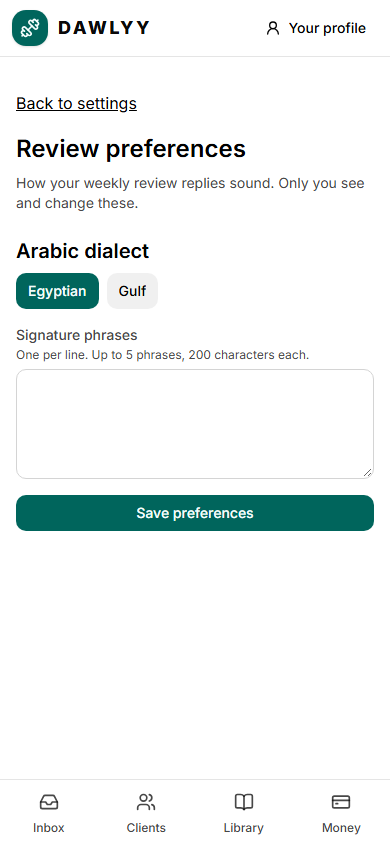 DAWLYY
Your profile
Back to settings
Review preferences
How your weekly review replies sound. Only you see
and change these.
Arabic dialect
Egyptian
Gulf
Signature phrases
One per line. Up to 5 phrases, 200 characters each.
Save preferences
Inbox
Clients
Library
Money